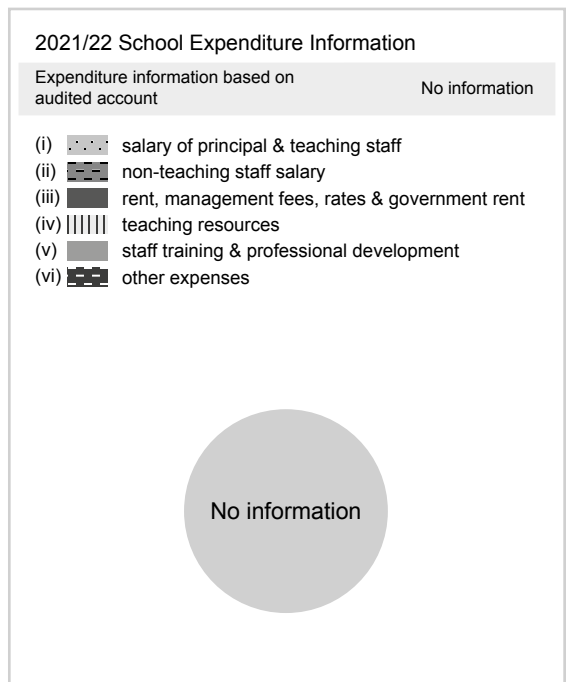 2021/22 School Expenditure Information
Expenditure information based on
audited account
No information
(i) salary of principal & teaching staff
(ii) non-teaching staff salary
(iii) rent, management fees, rates & government rent
(iv) teaching resources
(v) staff training & professional development
(vi) other expenses
No information